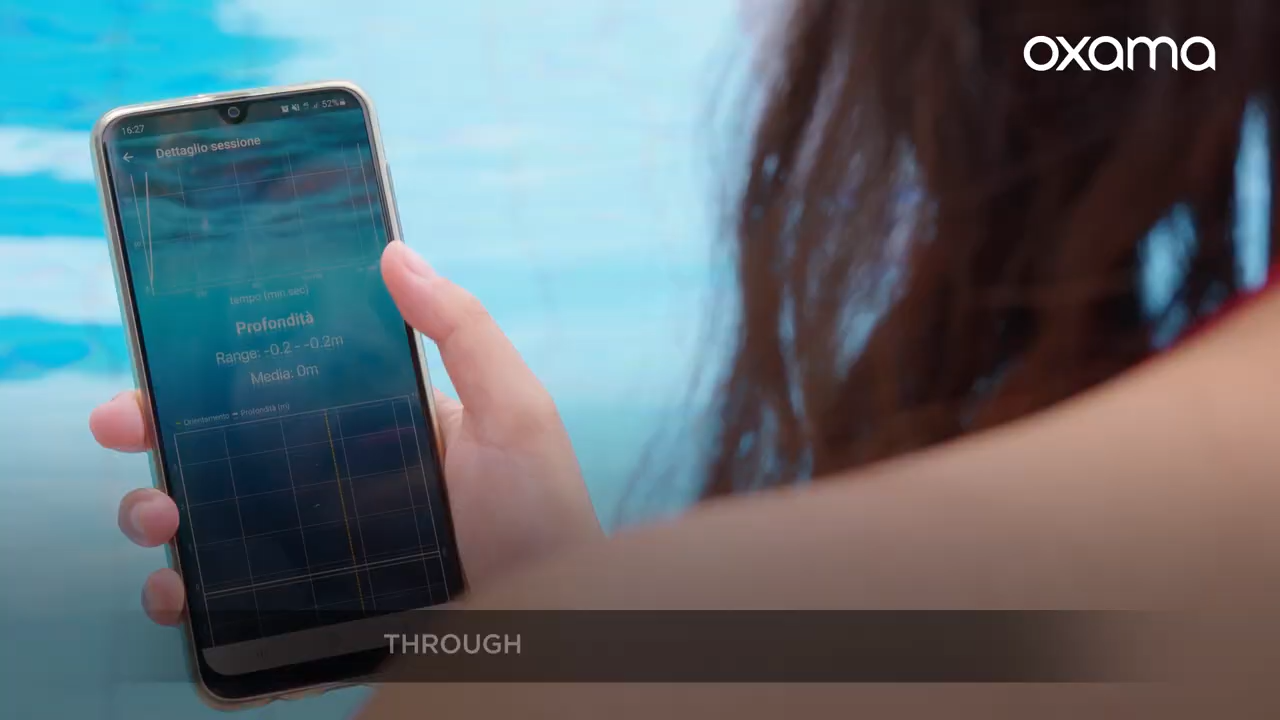 oxama
16:27
52%
Dettaglio sessione
tempo (min.sec)
Profondità
Range: -0.2 - -0.2m
Media: 0m
Orientamento Profondità (m)
THROUGH